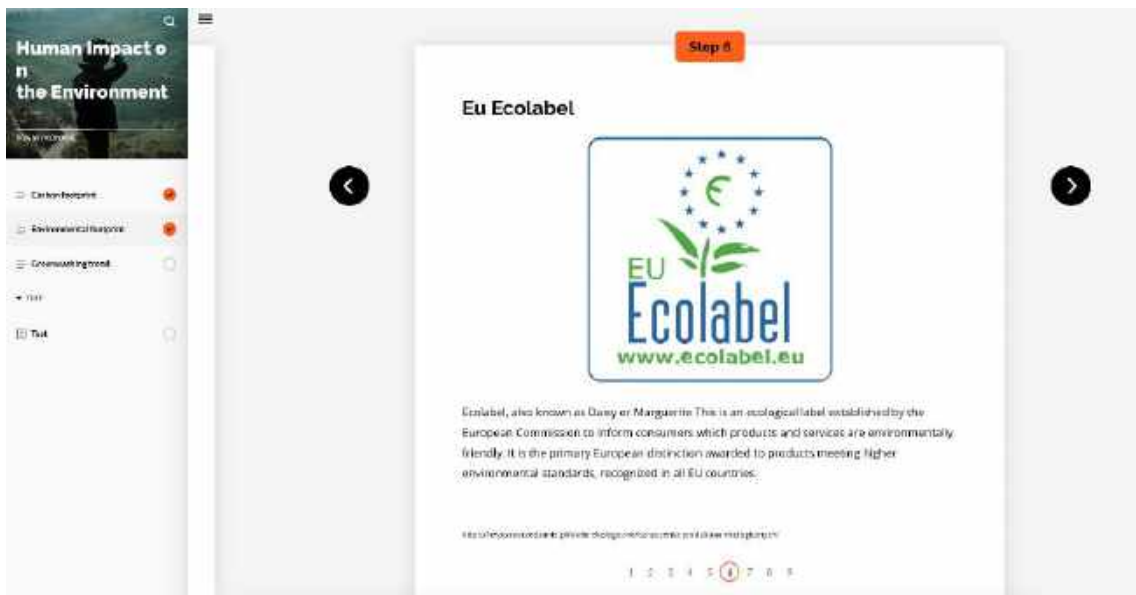 Human Impact o
n
the Environment
Carbon footprint
Environmental footprint
Greenwashing trend
TEST
Test
Step 6
Eu Ecolabel
EU
Ecolabel
www.ecolabel.eu
Ecolabel, also known as Daisy or Marguerite This is an ecological label established by the
European Commission to inform consumers which products and services are environmentally
friendly. It is the primary European distinction awarded to products meeting higher
environmental standards, recognized in all EU countries.
1 2 3 4 5 6 7 8 9